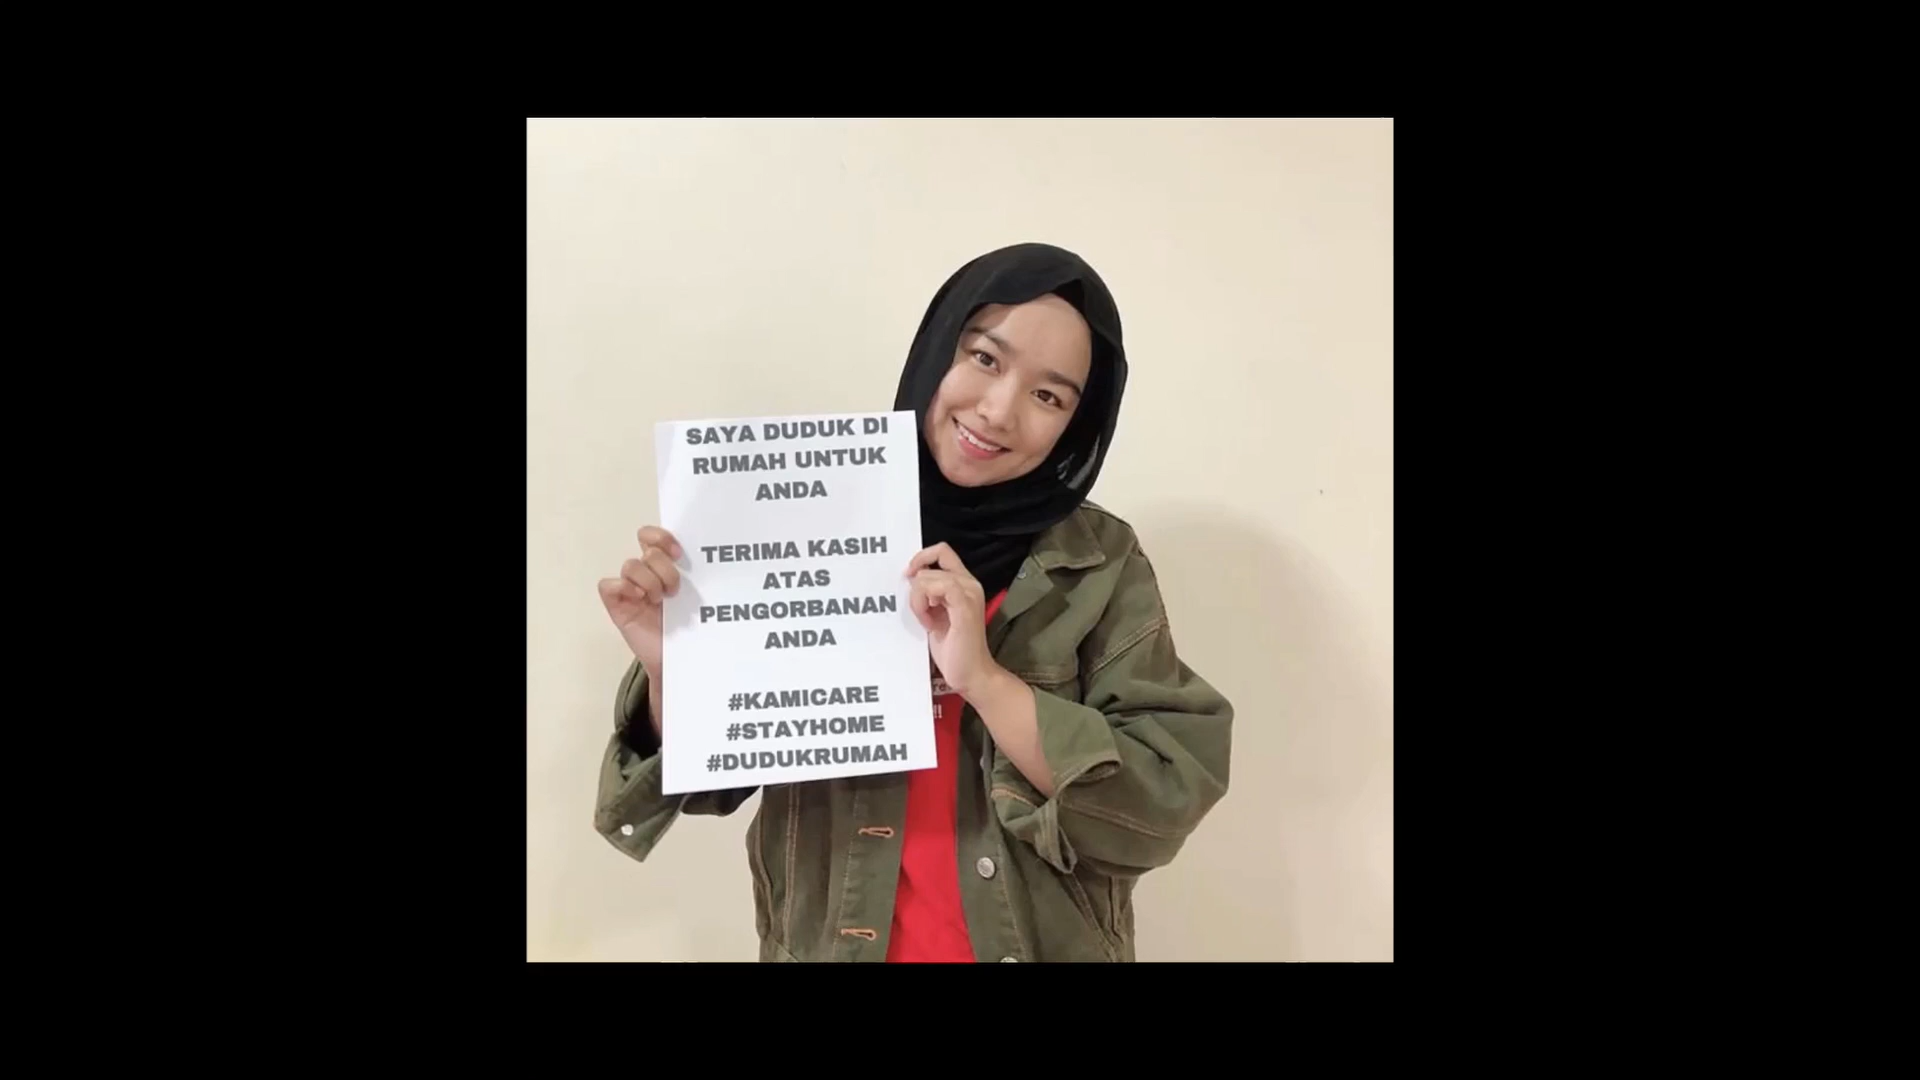 SAYA DUDUK DI
RUMAH UNTUK
ANDA
TERIMA KASIH
ATAS
PENGORBANAN
ANDA
#KAMICARE
#STAYHOME
#DUDUKRUMAH